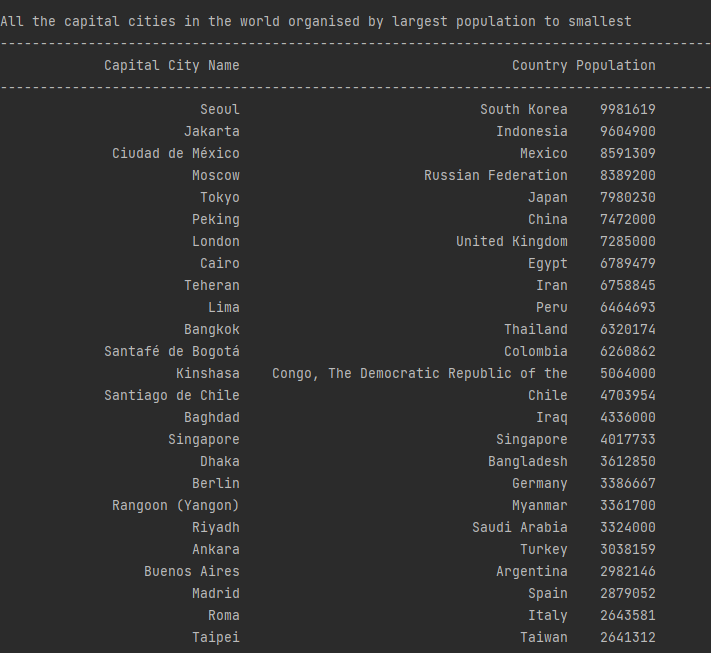 All the capital cities in the world organised by largest population to smallest
Capital City Name Country Population
Seoul South Korea 9981619
Jakarta Indonesia 9604900
Ciudad de México Mexico 8591309
Moscow Russian Federation 8389200
Tokyo Japan 7980230
Peking China 7472000
London United Kingdom 7285000
Cairo Egypt 6789479
Teheran Iran 6758845
Lima Peru 6464693
Bangkok Thailand 6320174
Santafé de Bogotá Colombia 6260862
Kinshasa Congo, The Democratic Republic of the 5064000
Santiago de Chile Chile 4703954
Baghdad Iraq 4336000
Singapore Singapore 4017733
Dhaka Bangladesh 3612850
Berlin Germany 3386667
Rangoon (Yangon) Myanmar 3361700
Riyadh Saudi Arabia 3324000
Ankara Turkey 3038159
Buenos Aires Argentina 2982146
Madrid Spain 2879052
Roma Italy 2643581
Taipei Taiwan 2641312